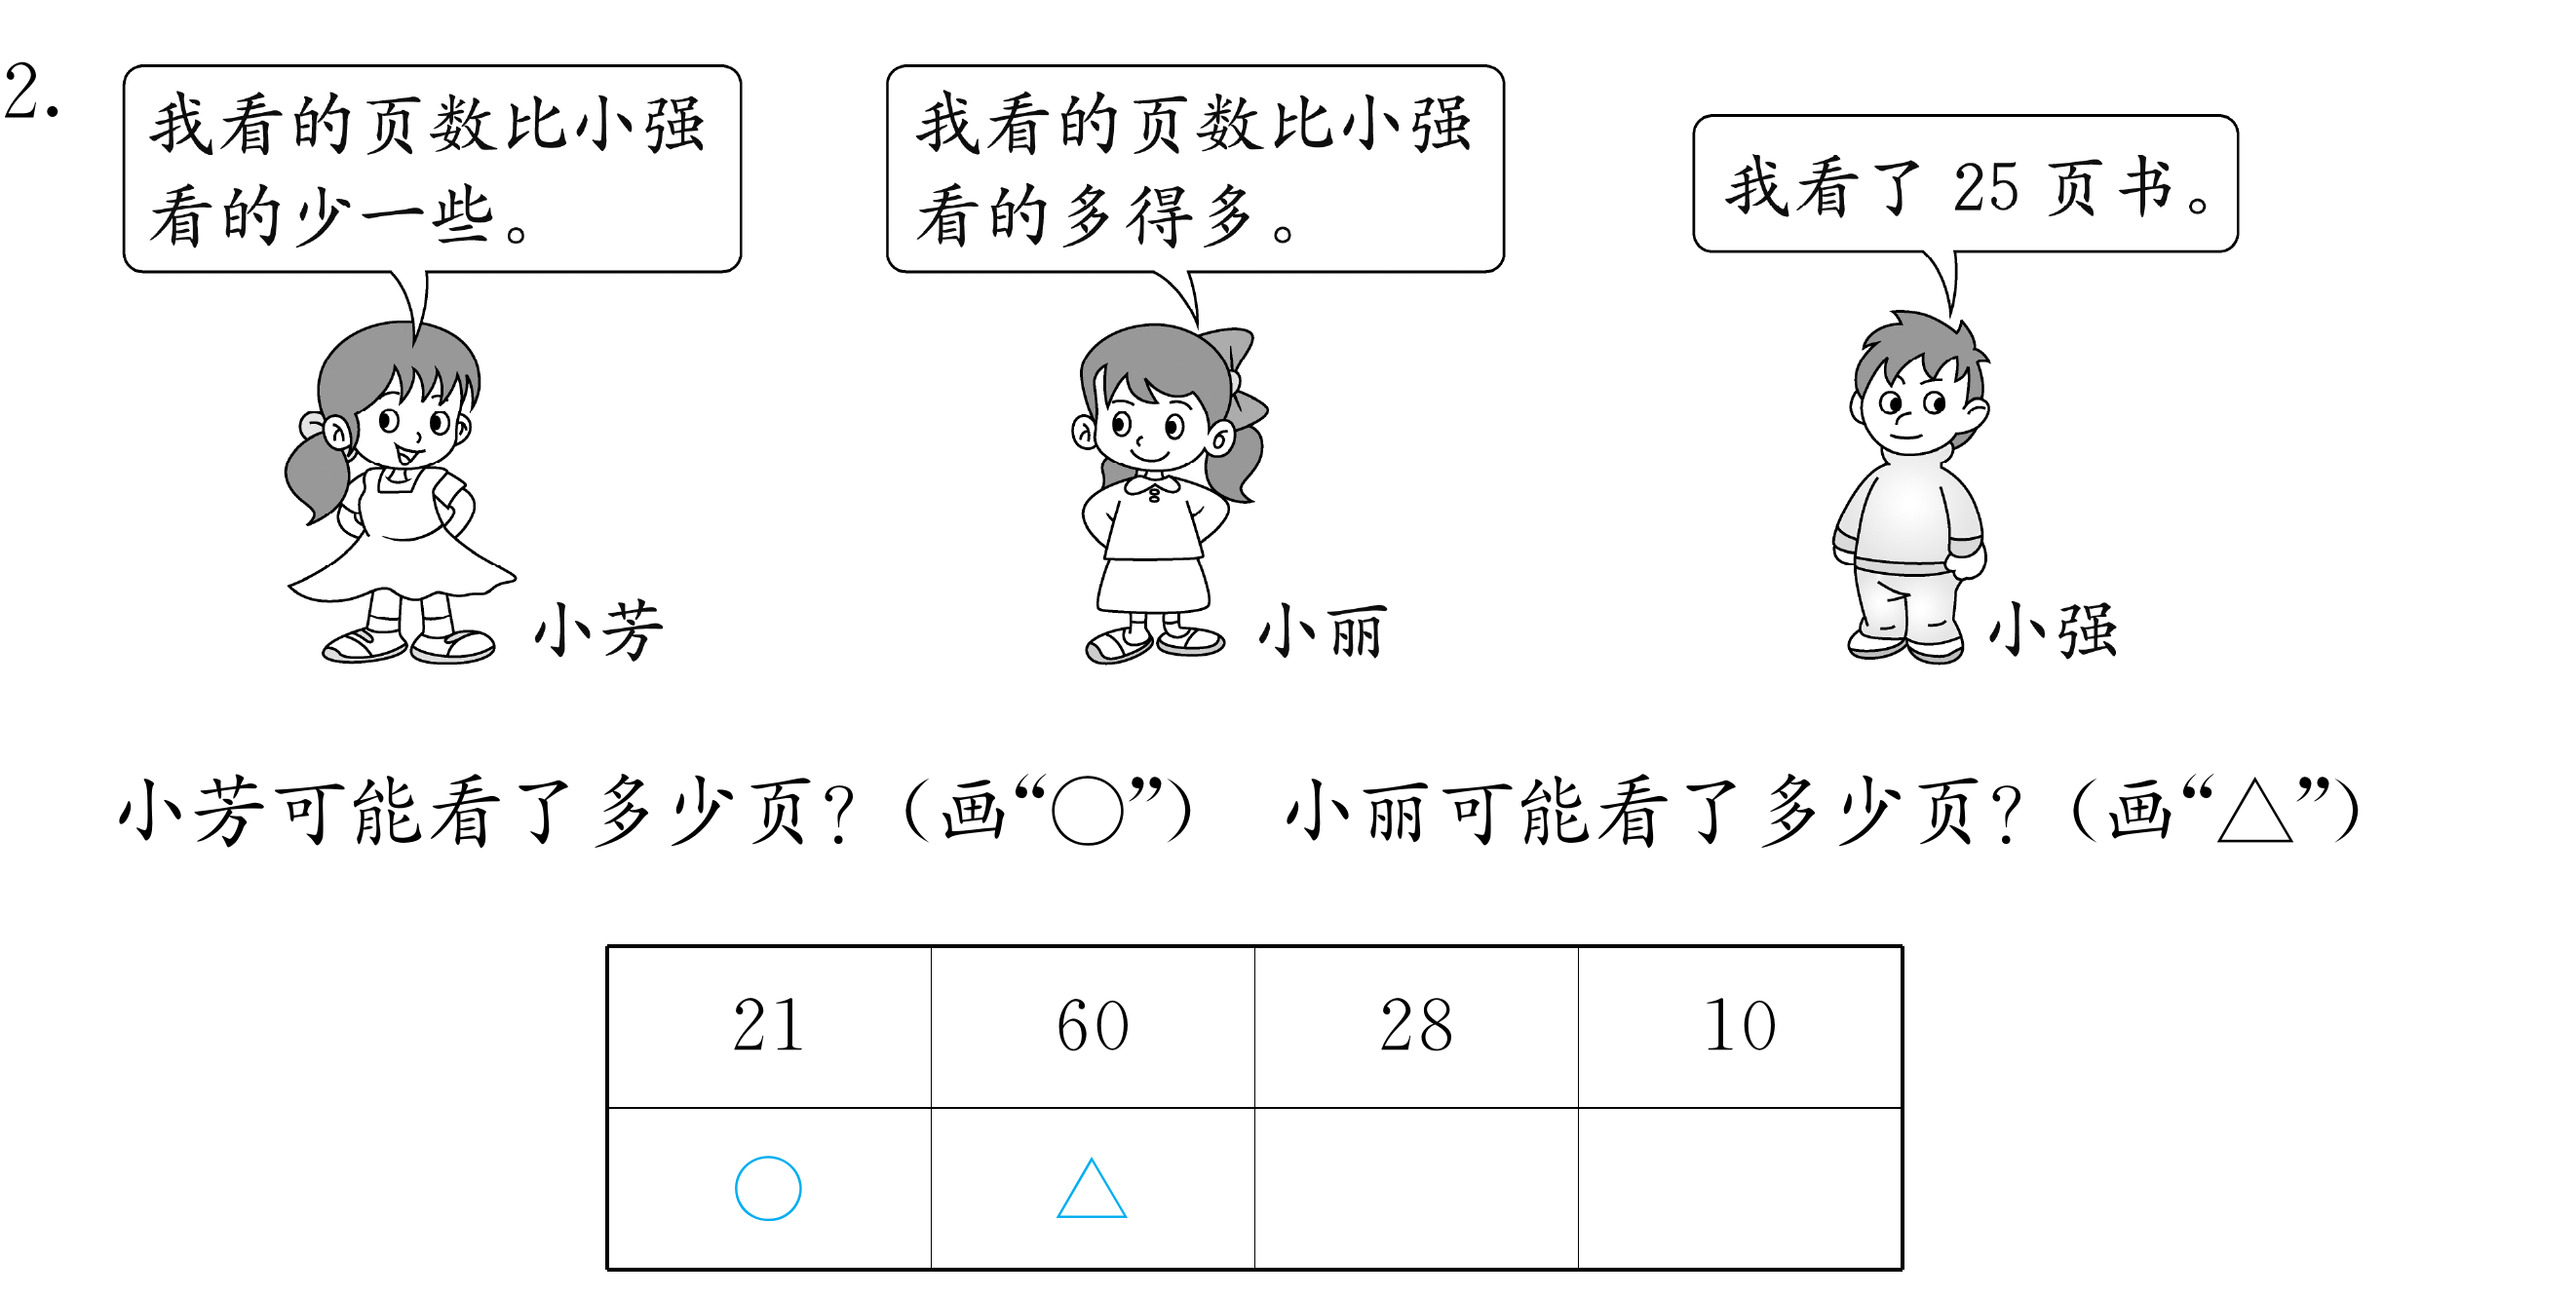 2.
我看的页数比小强
看的少一些。
我看的页数比小强
看的多得多。
我看了 25 页书。
小芳
小丽
小强
小芳可能看了多少页?(画“○”) 小丽可能看了多少页?(画“△”)
21 60 28 10
○ △